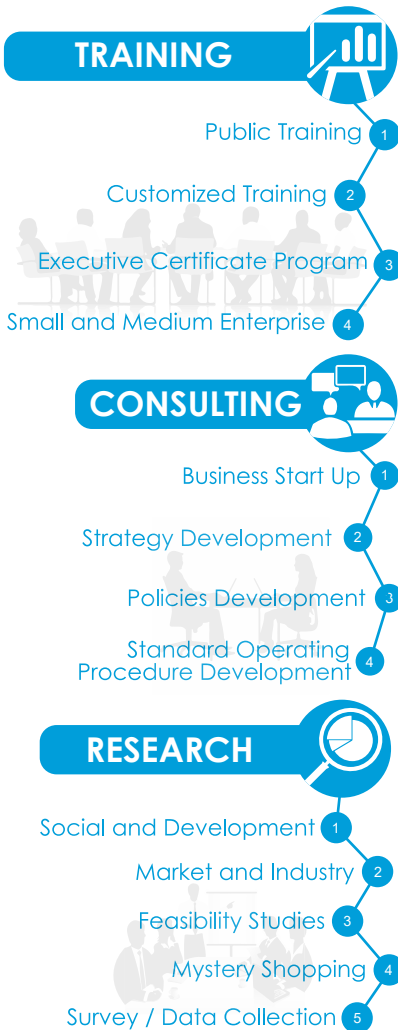 TRAINING
Public Training 1
Customized Training 2
Executive Certificate Program 3
Small and Medium Enterprise 4
CONSULTING
Business Start Up 1
Strategy Development 2
Policies Development 3
Standard Operating
Procedure Development 4
RESEARCH
Social and Development 1
Market and Industry 2
Feasibility Studies 3
Mystery Shopping 4
Survey / Data Collection 5